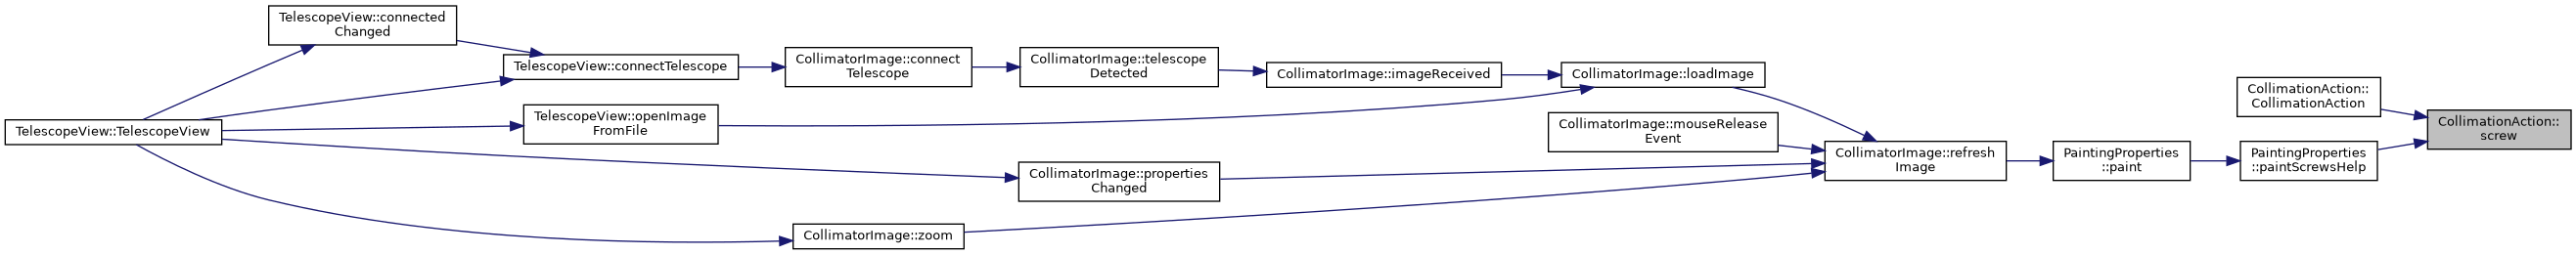 TelescopeView::connected
Changed
TelescopeView::connectTelescope
CollimatorImage::connect
Telescope
CollimatorImage::telescope
Detected
CollimatorImage::imageReceived
CollimatorImage::loadImage
CollimationAction::
CollimationAction
TelescopeView::TelescopeView
TelescopeView::openImage
FromFile
CollimatorImage::mouseRelease
Event
CollimationAction::
screw
CollimatorImage::properties
Changed
CollimatorImage::refresh
Image
PaintingProperties
::paint
PaintingProperties
::paintScrewsHelp
CollimatorImage::zoom